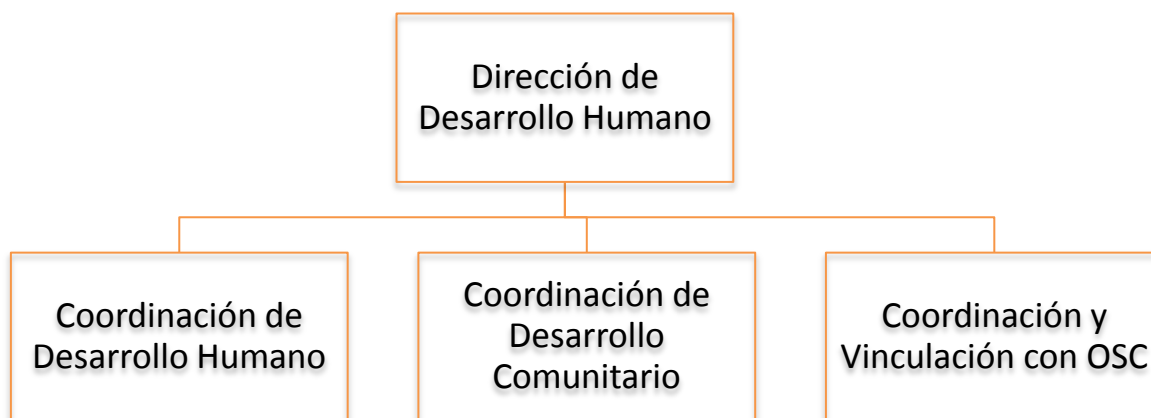 Dirección de
Desarrollo Humano
Coordinación de
Desarrollo Humano
Coordinación de
Desarrollo
Comunitario
Coordinación y
Vinculación con OSC